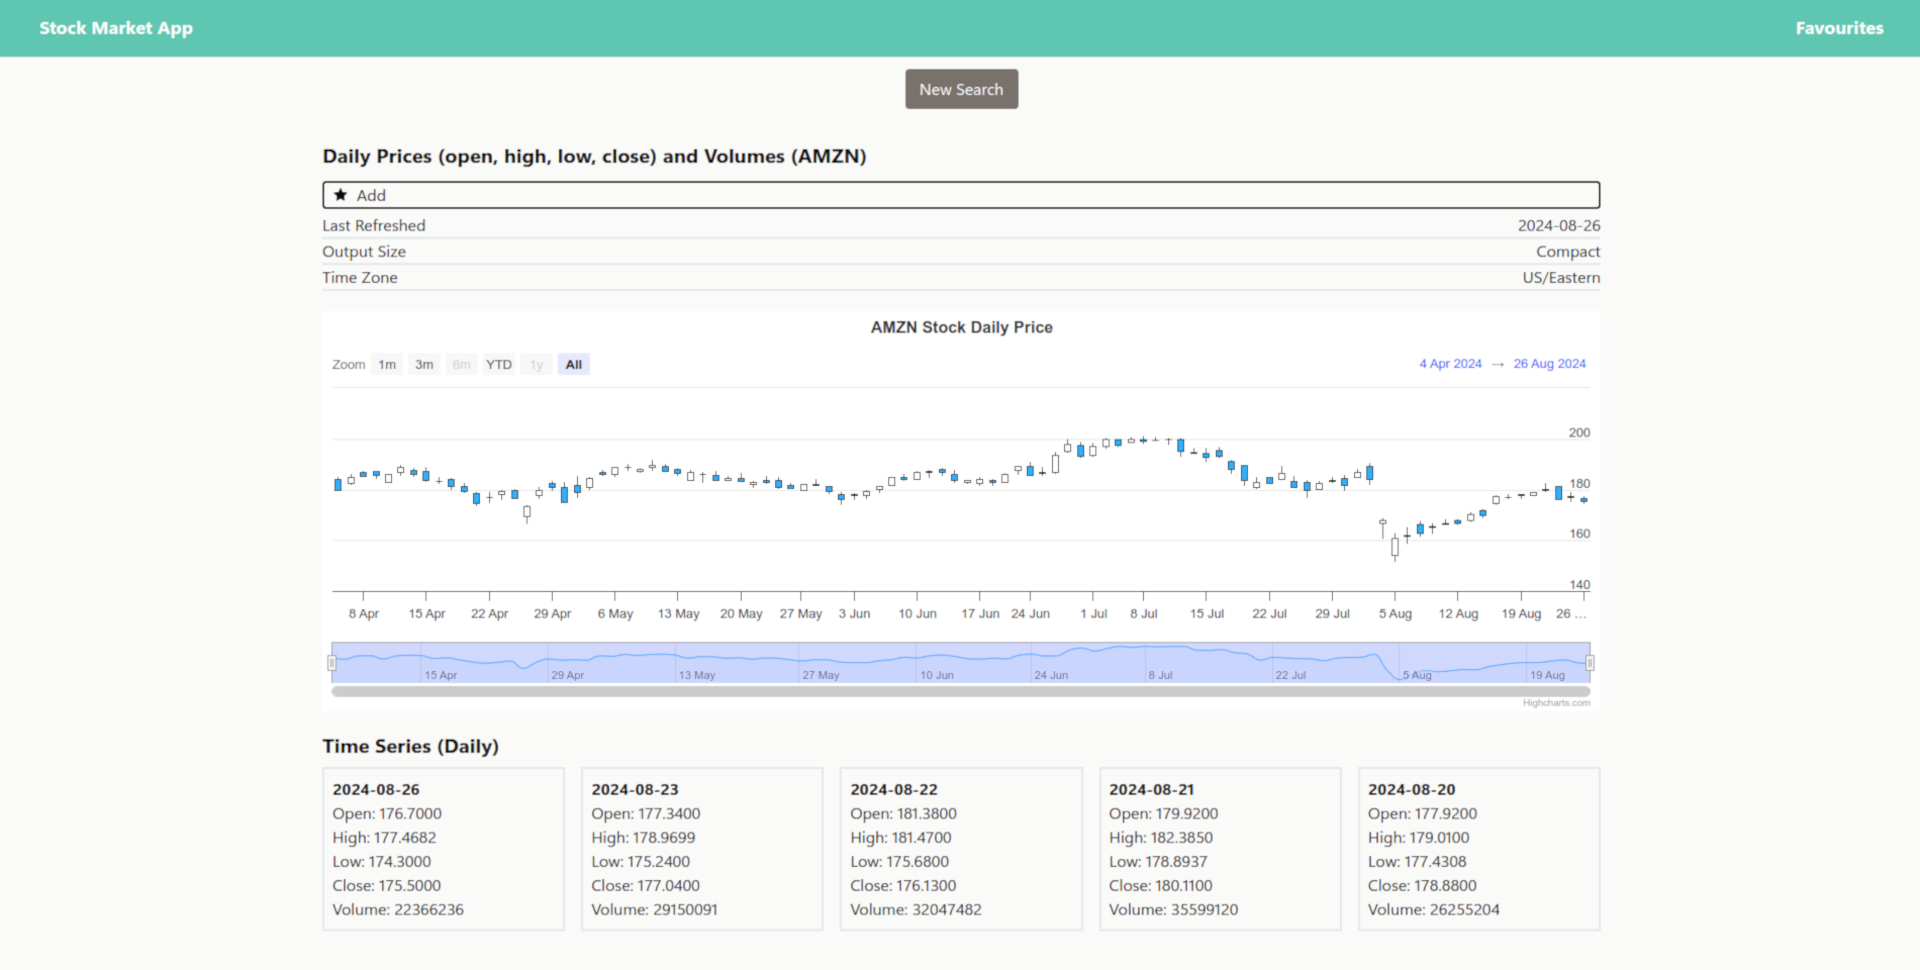 Stock Market App Favourites
New Search
Daily Prices (open, high, low, close) and Volumes (AMZN)
★ Add
Last Refreshed 2024-08-26
Output Size Compact
Time Zone US/Eastern
AMZN Stock Daily Price
Zoom 1m 3m 6m YTD 1y All 4 Apr 2024 → 26 Aug 2024
200
180
160
140
8 Apr 15 Apr 22 Apr 29 Apr 6 May 13 May 20 May 27 May 3 Jun 10 Jun 17 Jun 24 Jun 1 Jul 8 Jul 15 Jul 22 Jul 29 Jul 5 Aug 12 Aug 19 Aug 26 …
15 Apr 29 Apr 13 May 27 May 10 Jun 24 Jun 8 Jul 22 Jul 5 Aug 19 Aug
Highcharts.com
Time Series (Daily)
2024-08-26
Open: 176.7000
High: 177.4682
Low: 174.3000
Close: 175.5000
Volume: 22366236
2024-08-23
Open: 177.3400
High: 178.9699
Low: 175.2400
Close: 177.0400
Volume: 29150091
2024-08-22
Open: 181.3800
High: 181.4700
Low: 175.6800
Close: 176.1300
Volume: 32047482
2024-08-21
Open: 179.9200
High: 182.3850
Low: 178.8937
Close: 180.1100
Volume: 35599120
2024-08-20
Open: 177.9200
High: 179.0100
Low: 177.4308
Close: 178.8800
Volume: 26255204